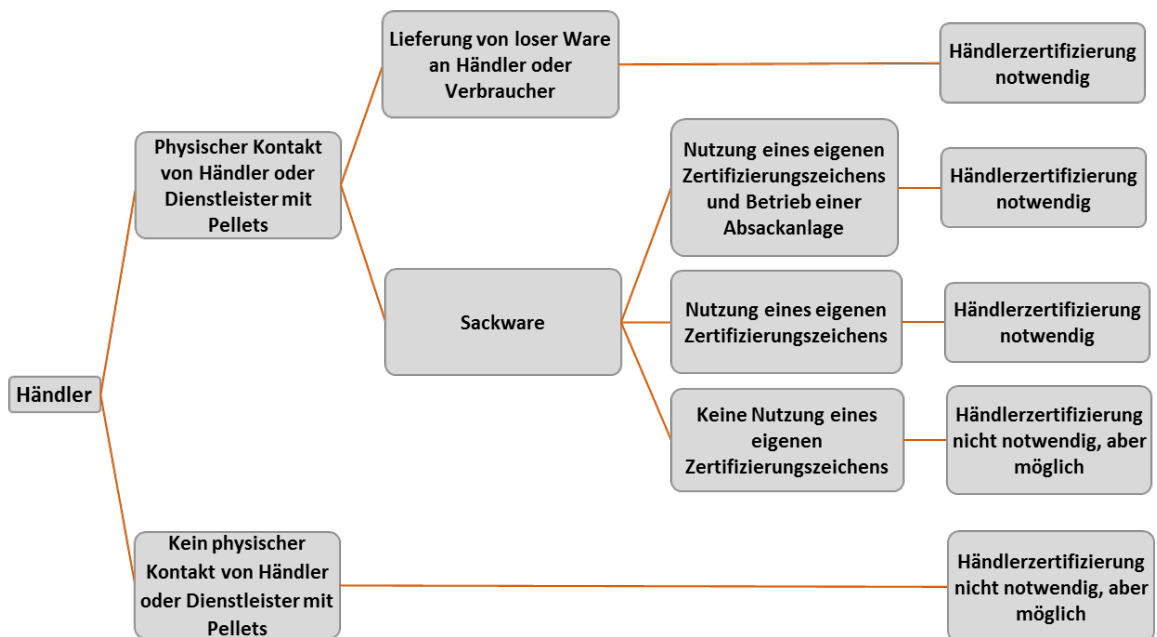 Händler
Physischer Kontakt
von Händler oder
Dienstleister mit
Pellets
Lieferung von loser Ware
an Händler oder
Verbraucher
Händlerzertifizierung
notwendig
Sackware
Nutzung eines eigenen
Zertifizierungszeichens
und Betrieb einer
Absackanlage
Händlerzertifizierung
notwendig
Nutzung eines eigenen
Zertifizierungszeichens
Händlerzertifizierung
notwendig
Keine Nutzung eines
eigenen
Zertifizierungszeichens
Händlerzertifizierung
nicht notwendig, aber
möglich
Kein physischer
Kontakt von Händler
oder Dienstleister mit
Pellets
Händlerzertifizierung
nicht notwendig, aber
möglich